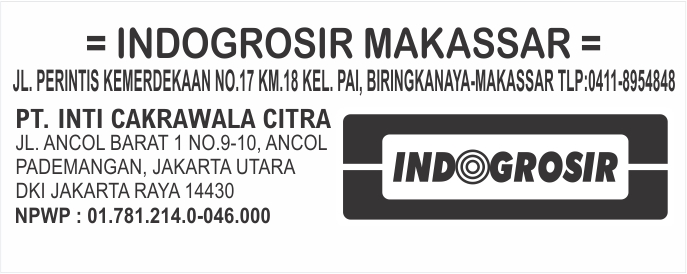 = INDOGROSIR MAKASSAR =
JL. PERINTIS KEMERDEKAAN NO.17 KM.18 KEL. PAI, BIRINGKANAYA-MAKASSAR TLP:0411-8954848
PT. INTI CAKRAWALA CITRA
JL. ANCOL BARAT 1 NO.9-10, ANCOL
PADEMANGAN, JAKARTA UTARA
DKI JAKARTA RAYA 14430
NPWP : 01.781.214.0-046.000
INDOGROSIR